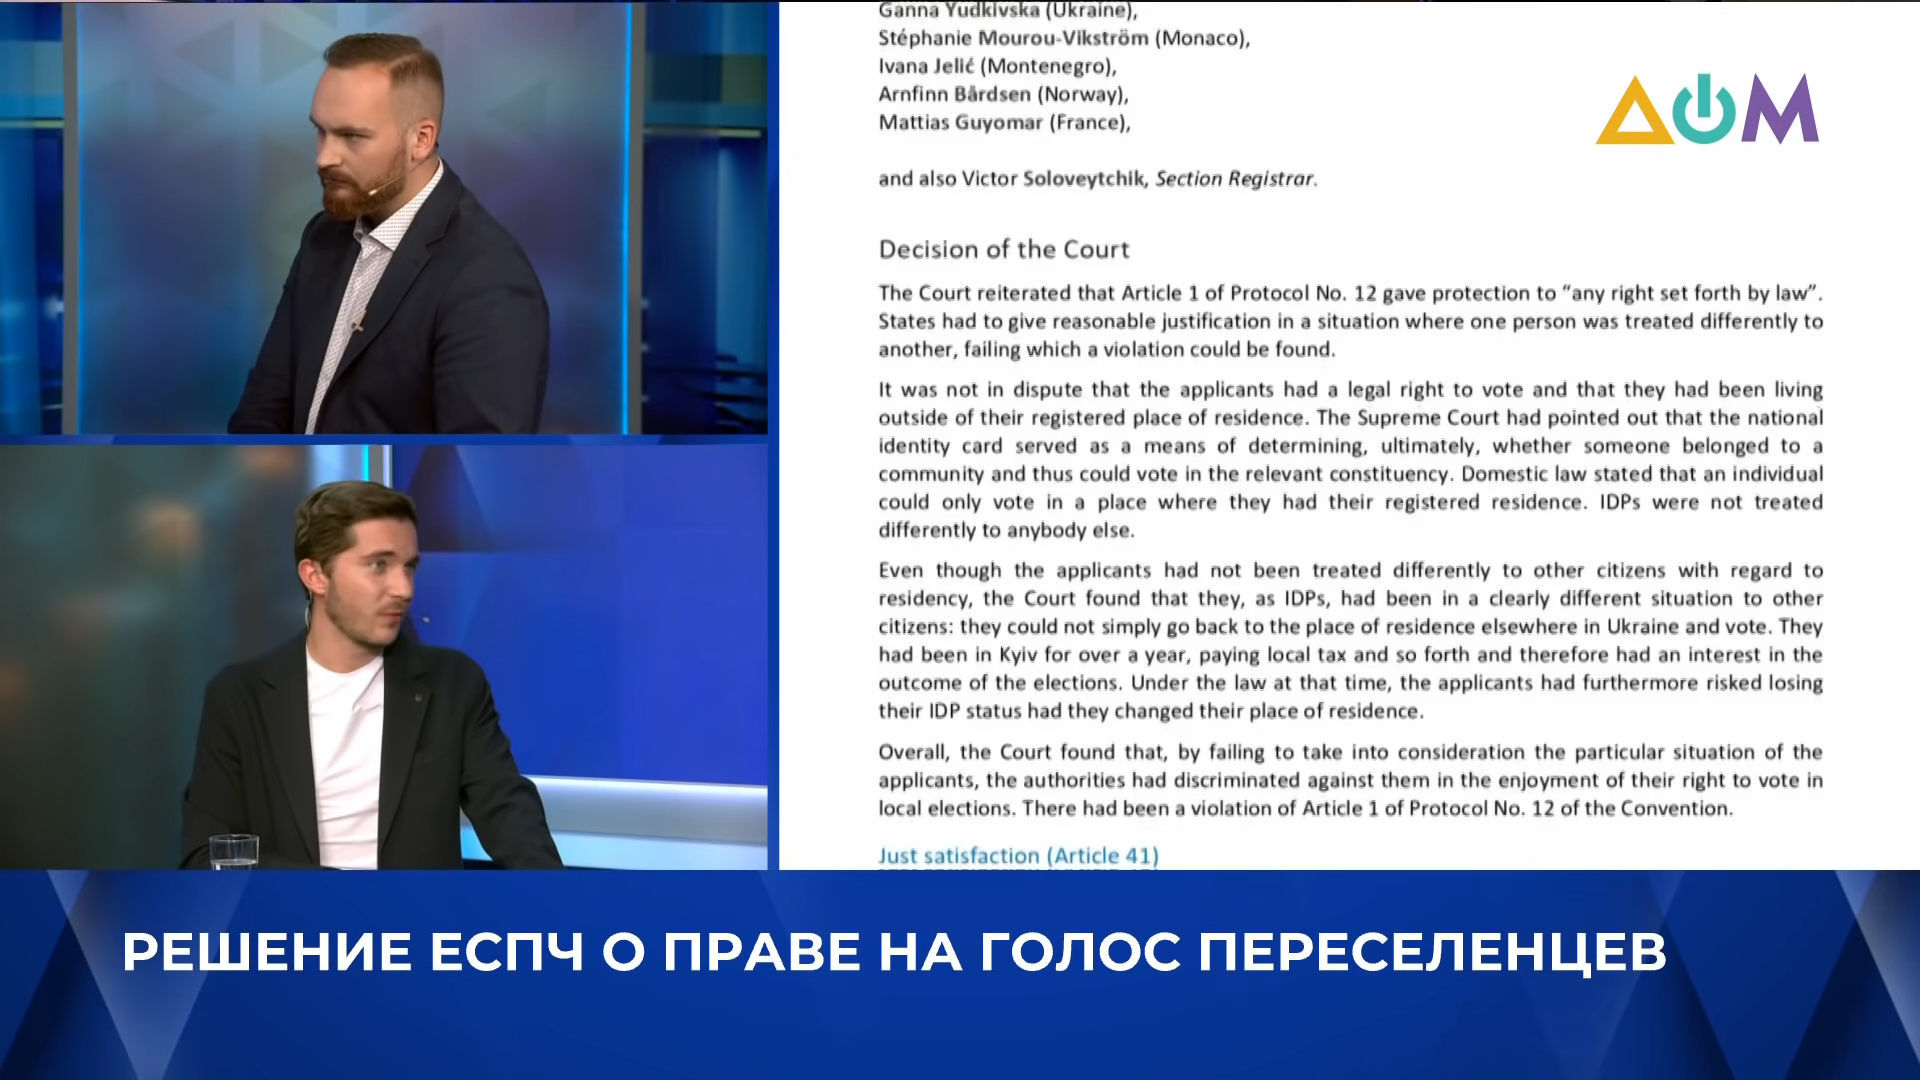 Ganna Yudkivska (Ukraine),
Stéphanie Mourou-Vikström (Monaco),
Ivana Jelić (Montenegro),
Arnfinn Bårdsen (Norway),
Mattias Guyomar (France),
ДОМ
and also Victor Soloveytchik, Section Registrar.
Decision of the Court
The Court reiterated that Article 1 of Protocol No. 12 gave protection to “any right set forth by law”.
States had to give reasonable justification in a situation where one person was treated differently to
another, failing which a violation could be found.
It was not in dispute that the applicants had a legal right to vote and that they had been living
outside of their registered place of residence. The Supreme Court had pointed out that the national
identity card served as a means of determining, ultimately, whether someone belonged to a
community and thus could vote in the relevant constituency. Domestic law stated that an individual
could only vote in a place where they had their registered residence. IDPs were not treated
differently to anybody else.
Even though the applicants had not been treated differently to other citizens with regard to
residency, the Court found that they, as IDPs, had been in a clearly different situation to other
citizens: they could not simply go back to the place of residence elsewhere in Ukraine and vote. They
had been in Kyiv for over a year, paying local tax and so forth and therefore had an interest in the
outcome of the elections. Under the law at that time, the applicants had furthermore risked losing
their IDP status had they changed their place of residence.
Overall, the Court found that, by failing to take into consideration the particular situation of the
applicants, the authorities had discriminated against them in the enjoyment of their right to vote in
local elections. There had been a violation of Article 1 of Protocol No. 12 of the Convention.
Just satisfaction (Article 41)
РЕШЕНИЕ ЕСПЧ О ПРАВЕ НА ГОЛОС ПЕРЕСЕЛЕНЦЕВ